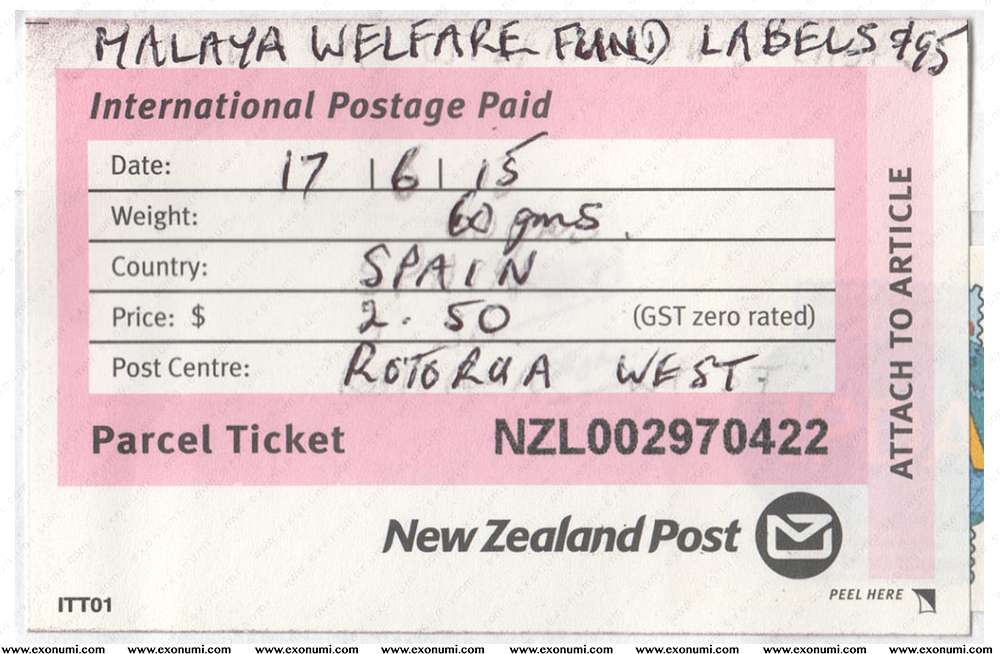 MALAYA WELFARE FUND LABELS $95
International Postage Paid
Date: 17 | 6 | 15
Weight: 60 gms.
Country: SPAIN
Price: $ 2.50 (GST zero rated)
Post Centre: ROTORUA WEST.
Parcel Ticket NZL002970422
ATTACH TO ARTICLE
New Zealand Post
ITT01
PEEL HERE
www.exonumi.com www.exonumi.com www.exonumi.com www.exonumi.com www.exonumi.com www.exonumi.com www.exonumi.com www.exonumi.com